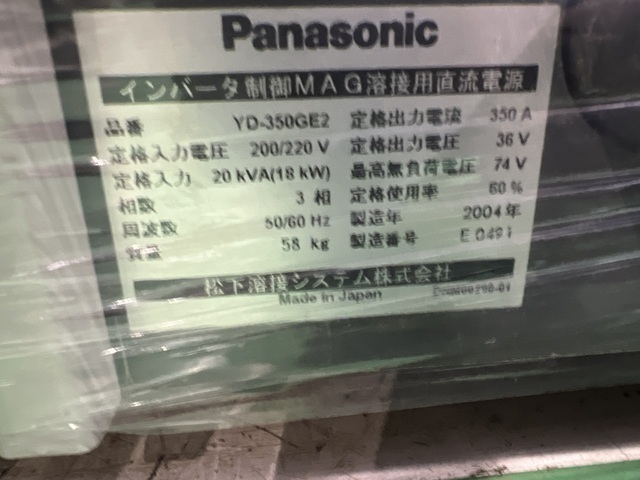 Panasonic
インバータ制御MAG溶接用直流電源
品番 YD-350GE2 定格出力電流 350 A
定格入力電圧 200/220 V 定格出力電圧 36 V
定格入力 20 kVA(18 kW) 最高無負荷電圧 74 V
相数 3 相 定格使用率 60 %
周波数 50/60 Hz 製造年 2004年
質量 58 kg 製造番号 E 0491
松下溶接システム株式会社
Made in Japan